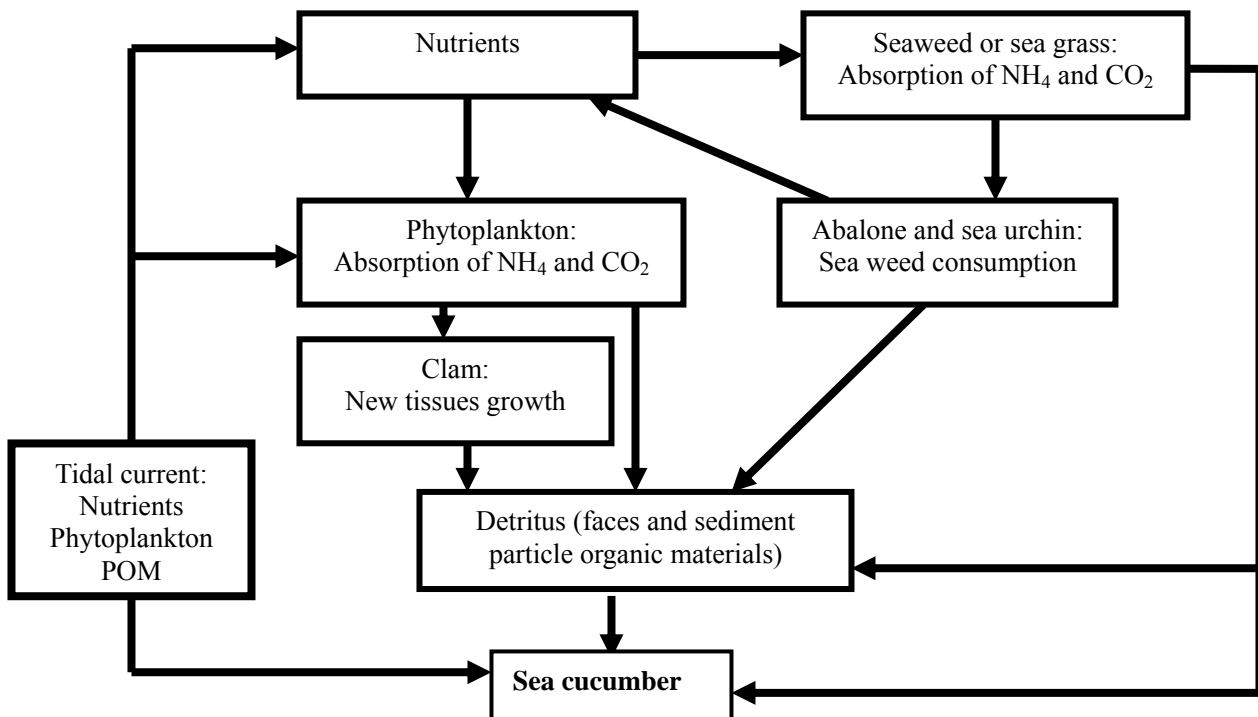 Nutrients
Seaweed or sea grass:
Absorption of NH₄ and CO₂
Phytoplankton:
Absorption of NH₄ and CO₂
Abalone and sea urchin:
Sea weed consumption
Clam:
New tissues growth
Tidal current:
Nutrients
Phytoplankton
POM
Detritus (faces and sediment
particle organic materials)
Sea cucumber